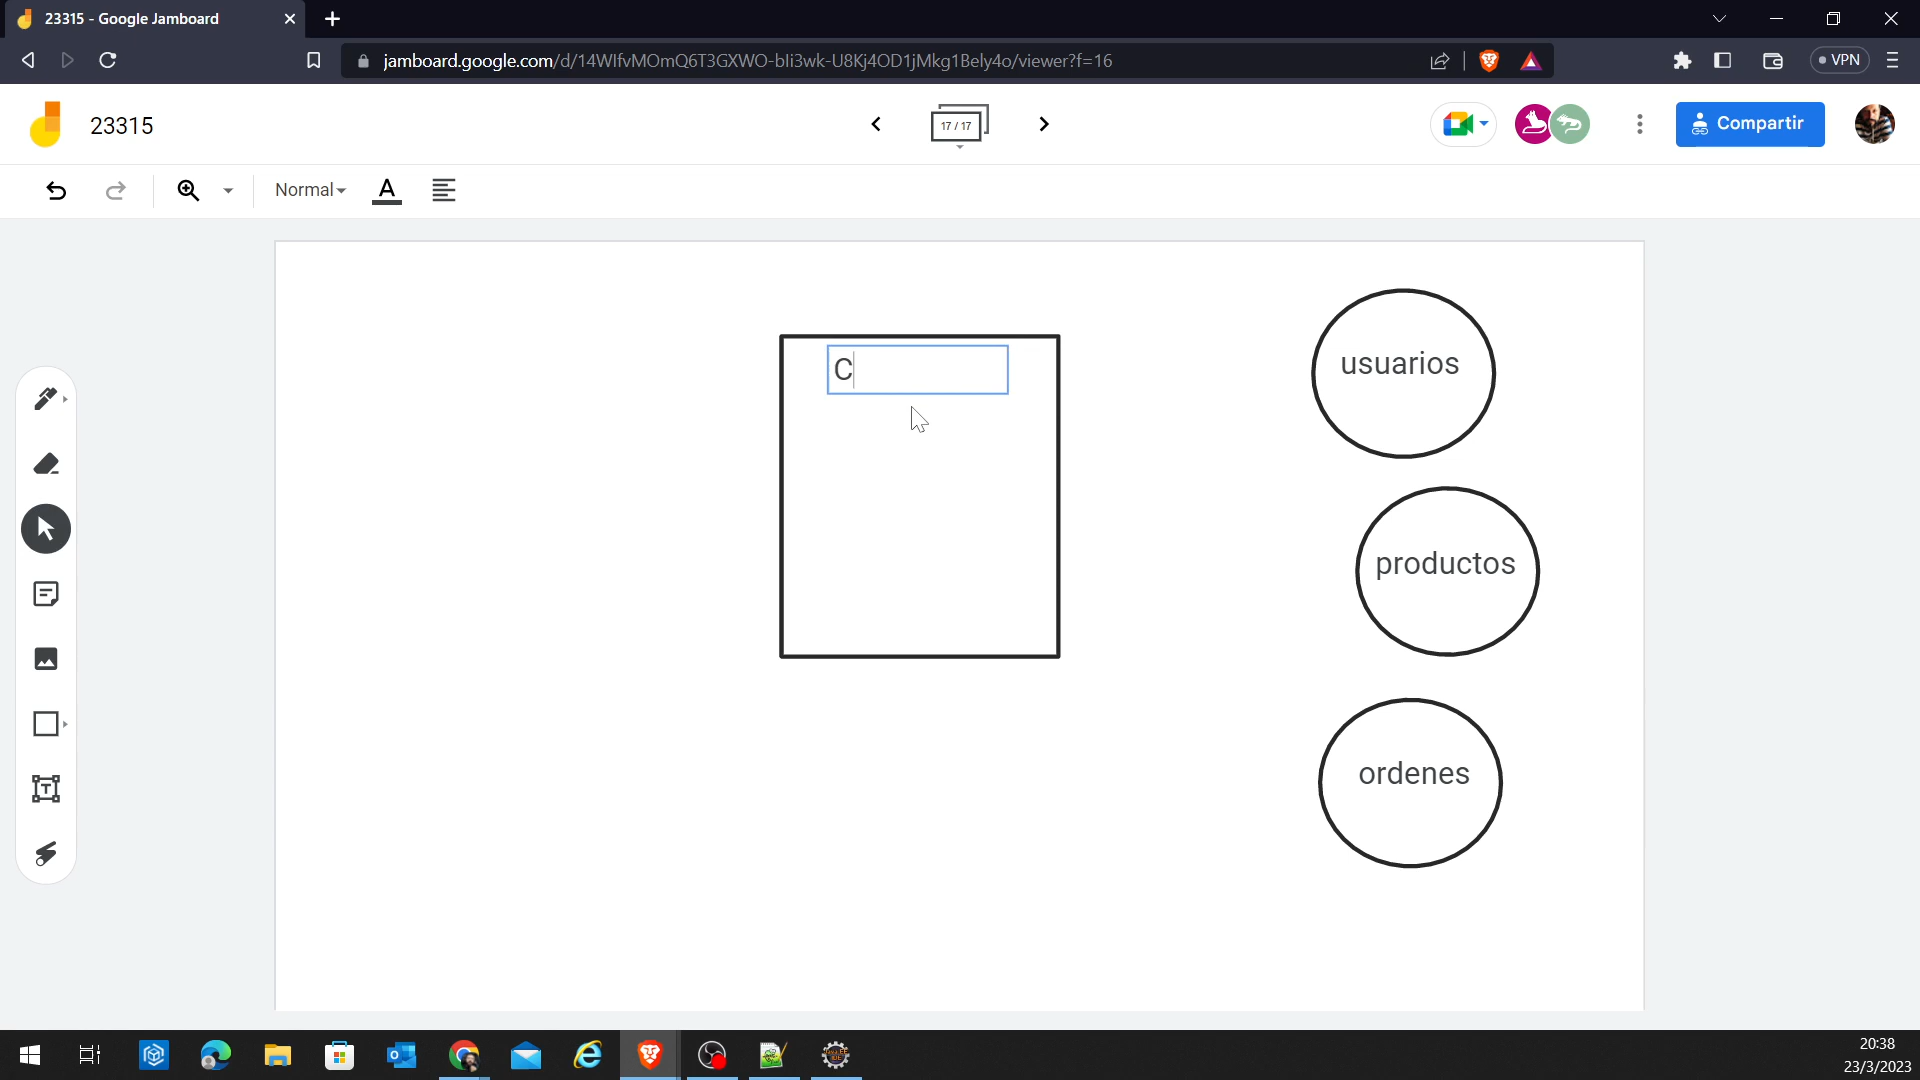 23315 - Google Jamboard
jamboard.google.com/d/14WlfvMOmQ6T3GXWO-bli3wk-U8Kj4OD1jMkg1Bely4o/viewer?f=16
VPN
23315
17 / 17
Compartir
Normal
A
C
usuarios
productos
ordenes
20:38
23/3/2023